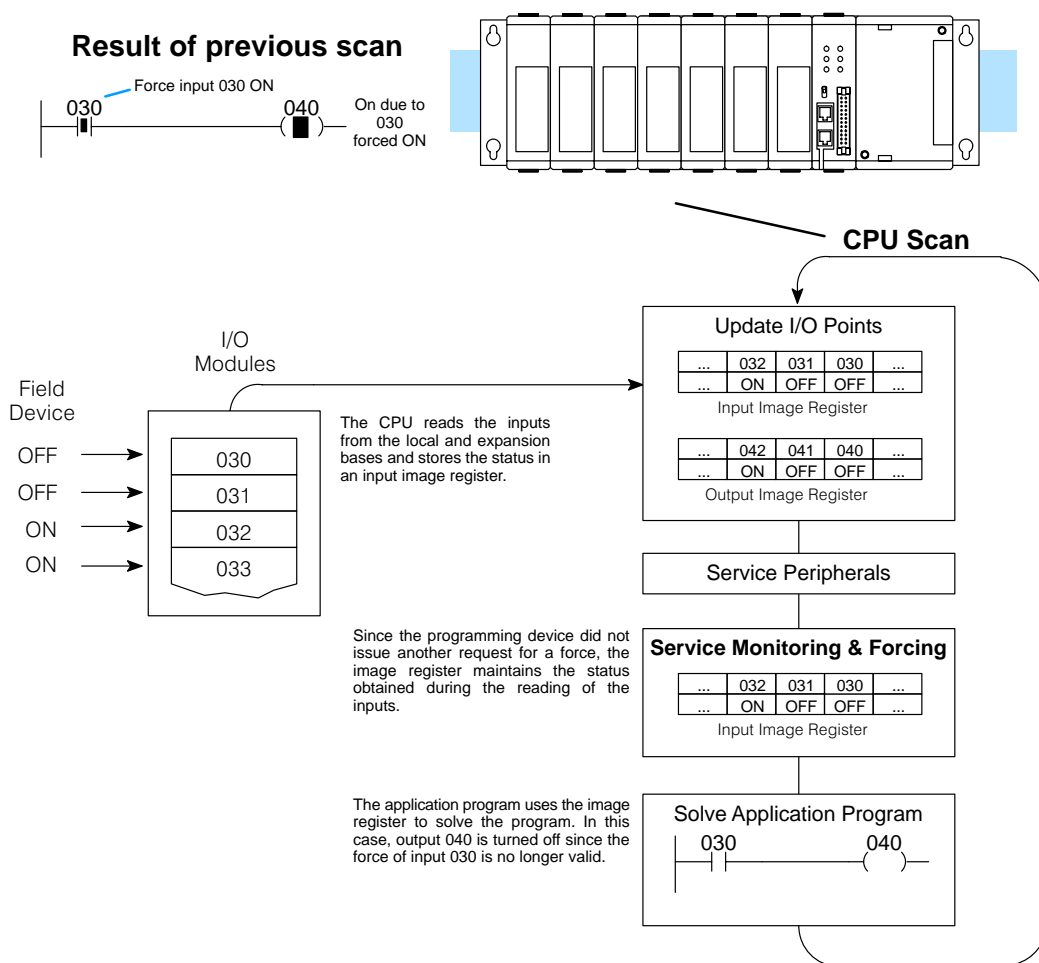 Result of previous scan
Force input 030 ON
030 040
On due to
030
forced ON
CPU Scan
Update I/O Points
... 032 031 030 ...
... ON OFF OFF ...
Input Image Register
... 042 041 040 ...
... ON OFF OFF ...
Output Image Register
I/O
Modules
Field
Device
OFF 030
OFF 031
ON 032
ON 033
The CPU reads the inputs
from the local and expansion
bases and stores the status in
an input image register.
Service Peripherals
Since the programming device did not
issue another request for a force, the
image register maintains the status
obtained during the reading of the
inputs.
Service Monitoring & Forcing
... 032 031 030 ...
... ON OFF OFF ...
Input Image Register
The application program uses the image
register to solve the program. In this
case, output 040 is turned off since the
force of input 030 is no longer valid.
Solve Application Program
030 040